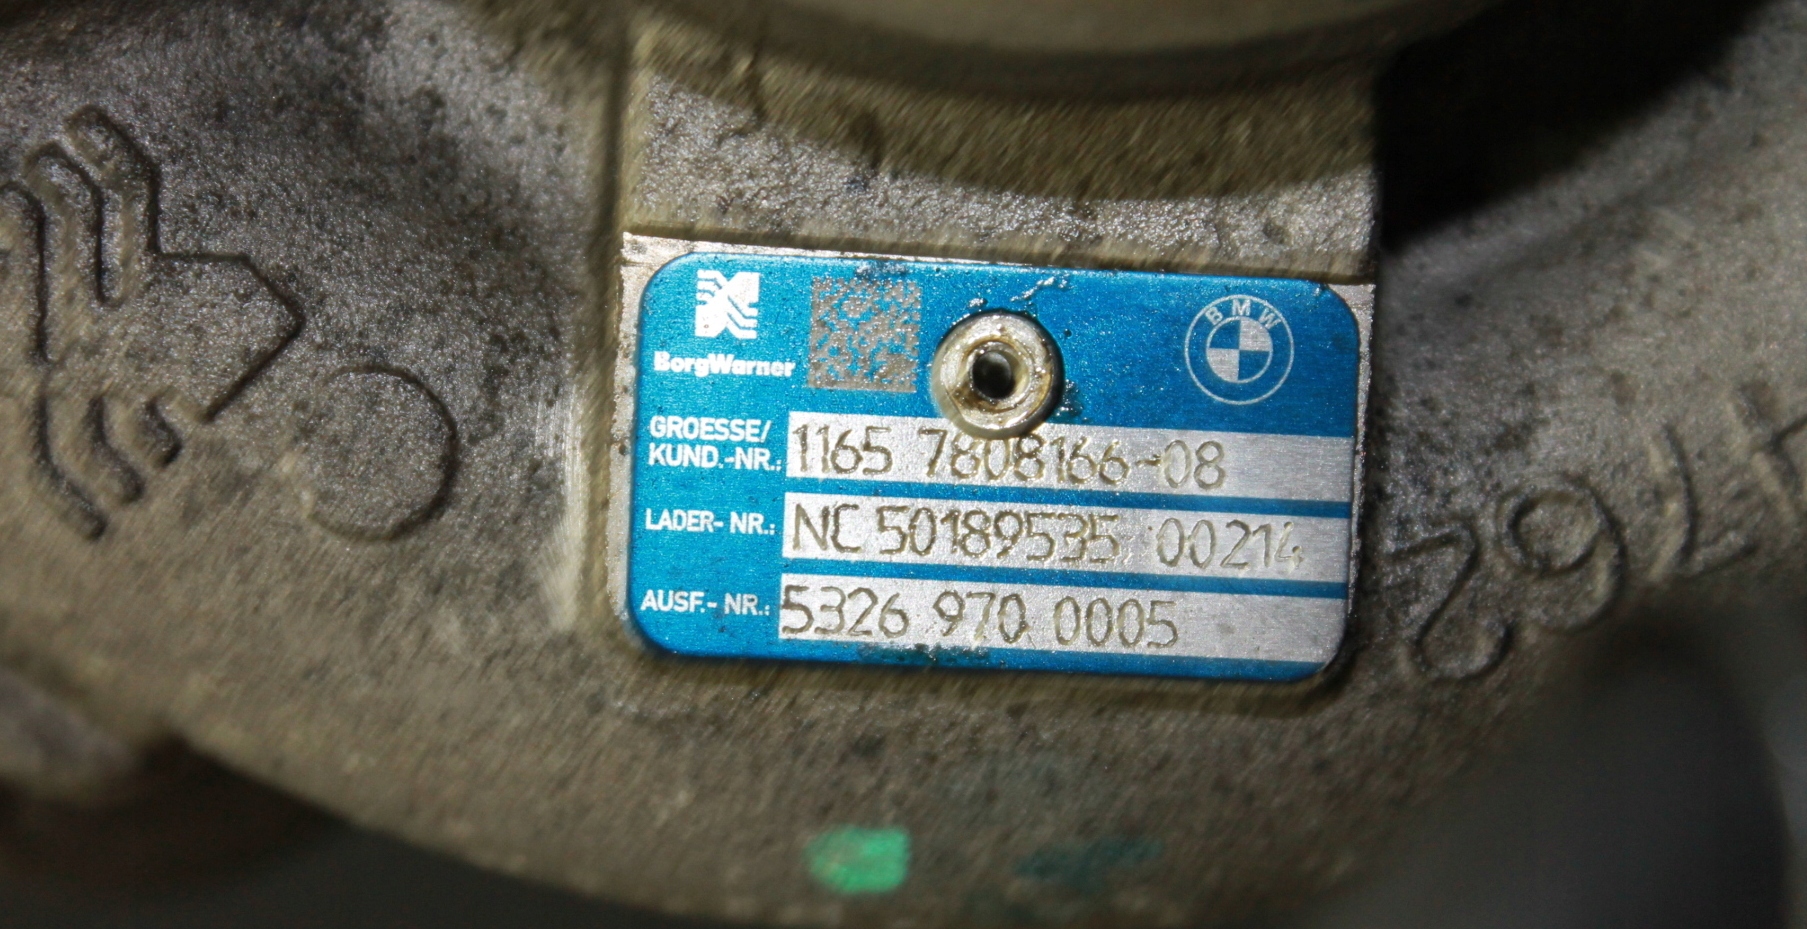 BorgWarner
BMW
GROESSE/
KUND.-NR.: 1165 7808166-08
LADER- NR.: NC 50189535 00214
AUSF.- NR.: 5326 970 0005